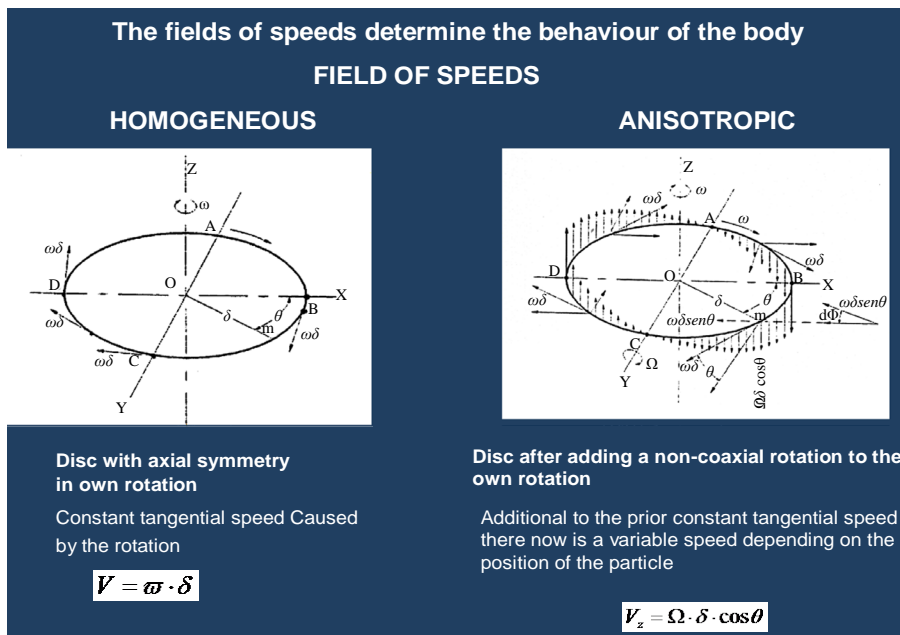 The fields of speeds determine the behaviour of the body
FIELD OF SPEEDS
HOMOGENEOUS
Z
ω
A
ωδ
D
O
X
B
δ
θ
m
ωδ
ωδ
C
Y
Disc with axial symmetry
in own rotation
Constant tangential speed Caused
by the rotation
V = ϖ · δ
ANISOTROPIC
Z
ωδ
ω
A
ω
ωδ
D
O
B
X
δ
θ
ωδ
ωδsenθ
m
ωδsenθ
dΦ
C
Ω
ωδ
θ
Y
Ωδ cosθ
Disc after adding a non-coaxial rotation to the
own rotation
Additional to the prior constant tangential speed
there now is a variable speed depending on the
position of the particle
V_z = Ω · δ · cosθ